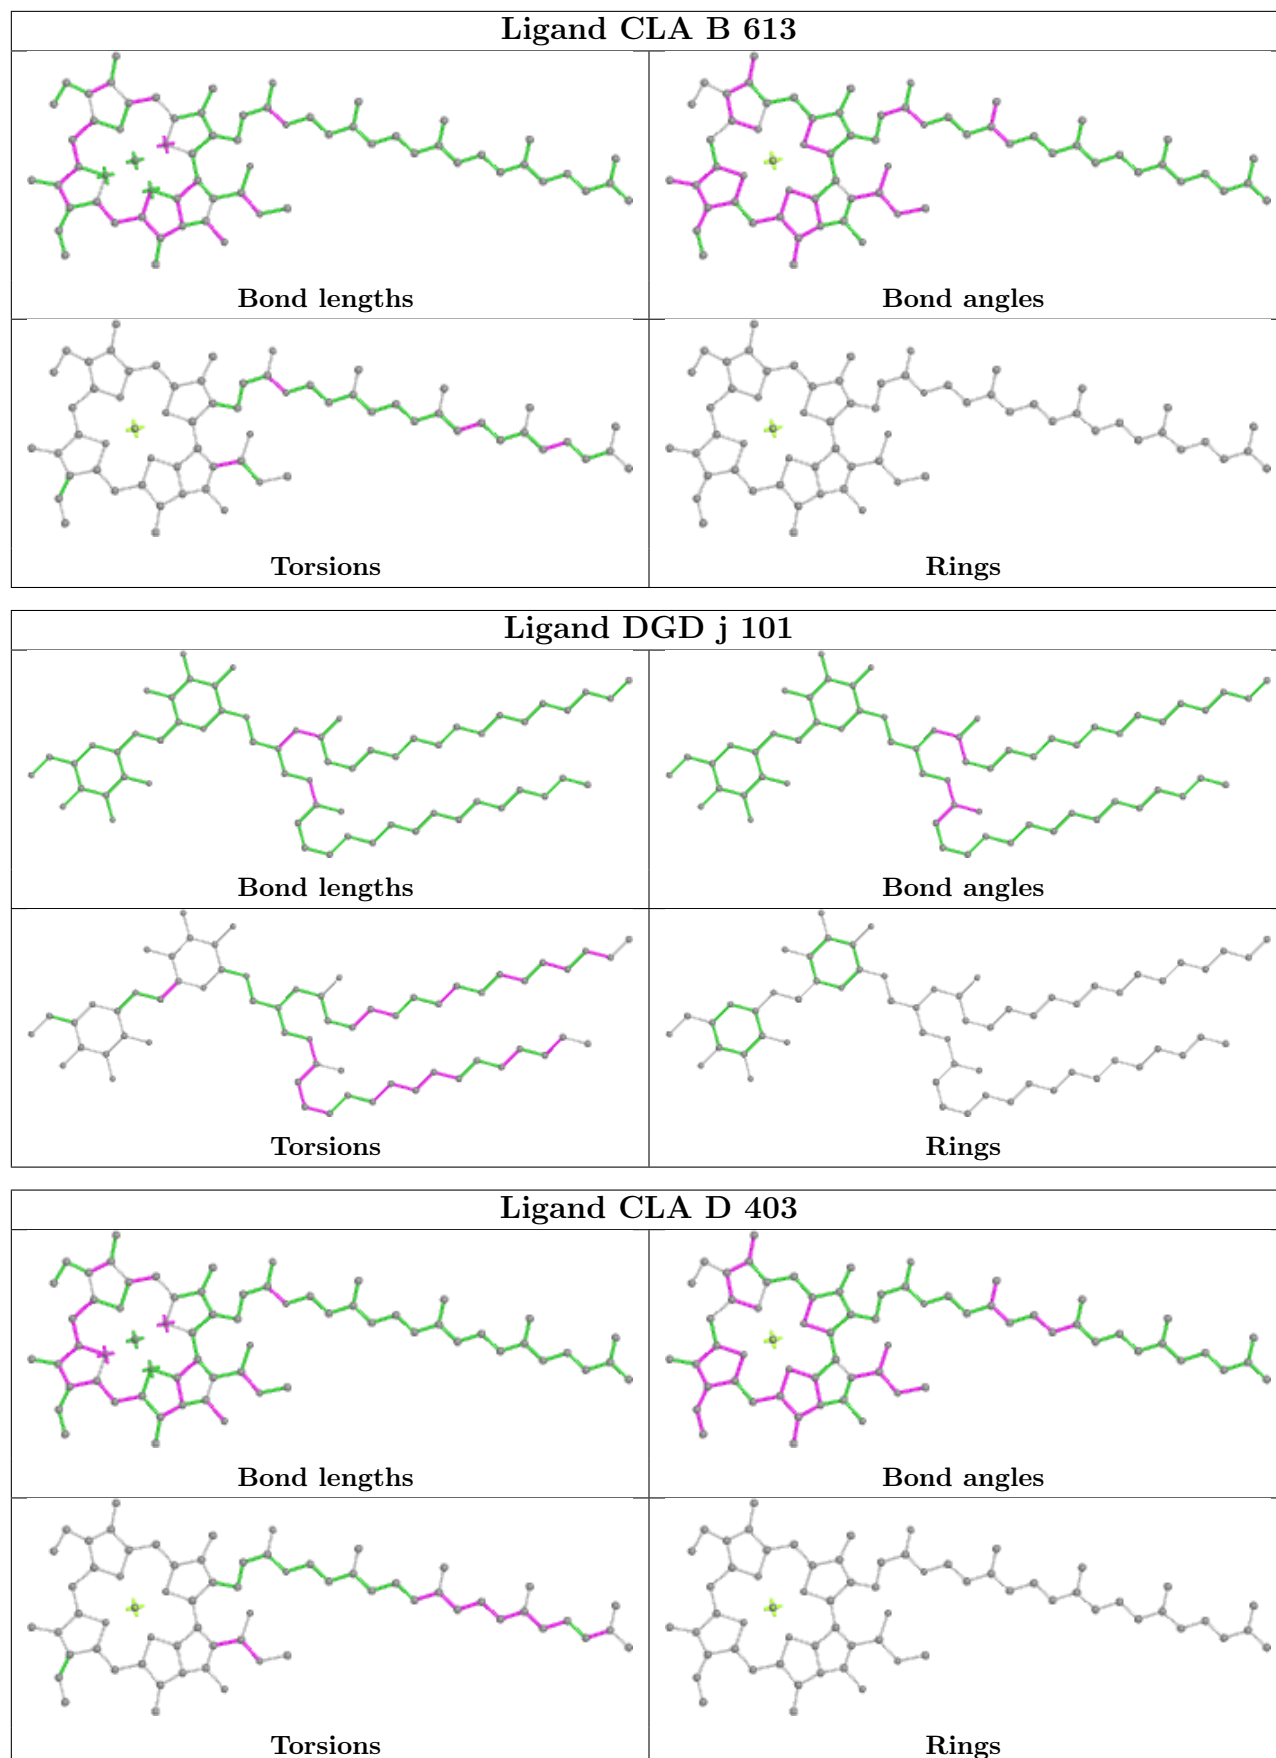 Ligand CLA B 613
Bond lengths
Bond angles
Torsions
Rings
Ligand DGD j 101
Bond lengths
Bond angles
Torsions
Rings
Ligand CLA D 403
Bond lengths
Bond angles
Torsions
Rings